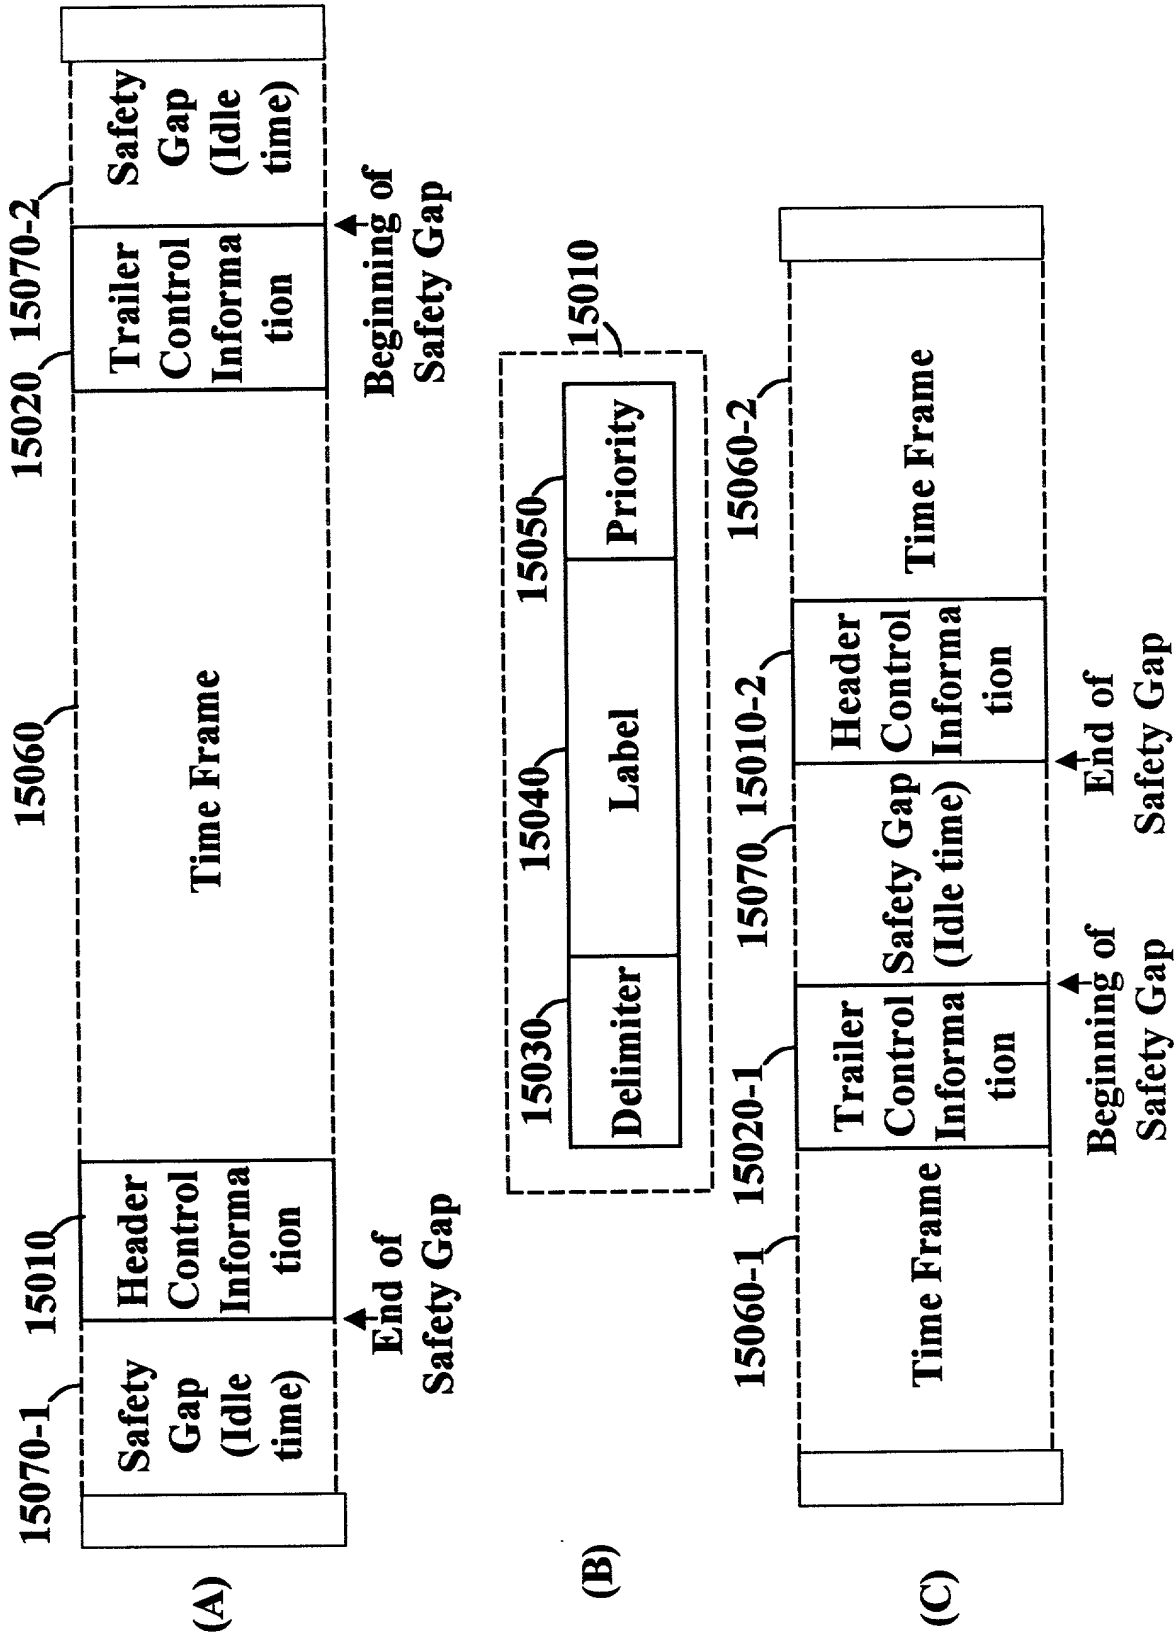 (A)
15070-1
15010
15060
15020
15070-2
Safety
Gap
(Idle
time)
Header
Control
Informa
tion
Time Frame
Trailer
Control
Informa
tion
Safety
Gap
(Idle
time)
End of
Safety Gap
Beginning of
Safety Gap
(B)
15030
15040
15050
15010
Delimiter
Label
Priority
(C)
15060-1
15020-1
15070
15010-2
15060-2
Time Frame
Trailer
Control
Informa
tion
Safety Gap
(Idle time)
Header
Control
Informa
tion
Time Frame
Beginning of
Safety Gap
End of
Safety Gap